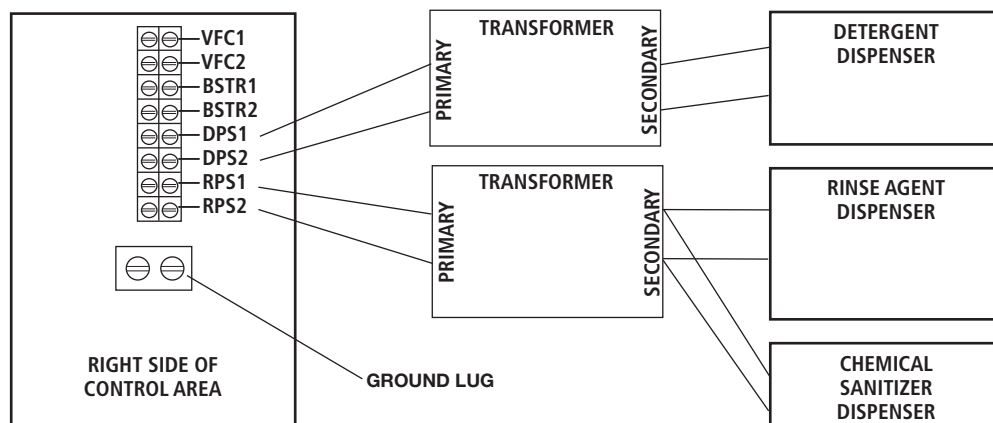 VFC1
VFC2
BSTR1
BSTR2
DPS1
DPS2
RPS1
RPS2
RIGHT SIDE OF
CONTROL AREA
GROUND LUG
TRANSFORMER
PRIMARY
SECONDARY
TRANSFORMER
PRIMARY
SECONDARY
DETERGENT
DISPENSER
RINSE AGENT
DISPENSER
CHEMICAL
SANITIZER
DISPENSER